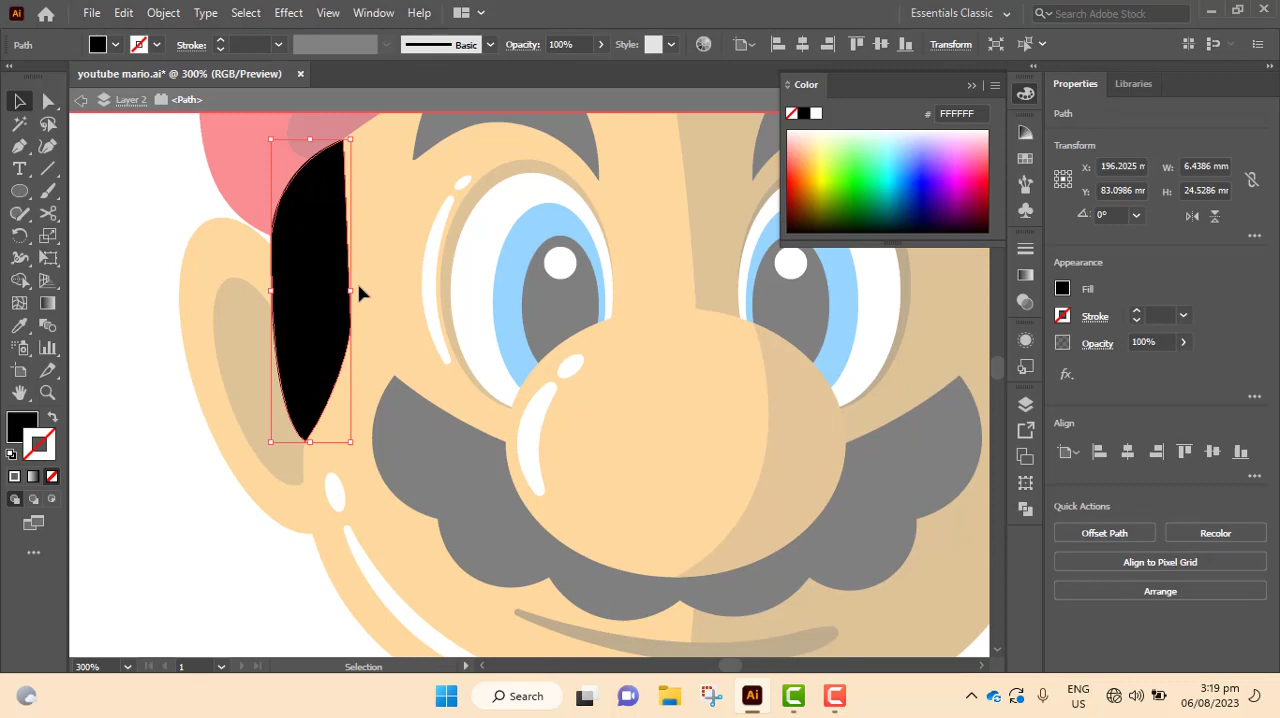 Ai File Edit Object Type Select Effect View Window Help Essentials Classic Search Adobe Stock
Path Stroke: Basic Opacity: 100% Style: Transform
youtube mario.ai* @ 300% (RGB/Preview)
Layer 2 <Path>
Color
# FFFFFF
Properties Libraries
Path
Transform
X: 196.2025 m W: 6.4386 mm
Y: 83.0986 m H: 24.5286 mm
0°
Appearance
Fill
Stroke
Opacity 100%
fx.
Align
Quick Actions
Offset Path Recolor
Align to Pixel Grid
Arrange
300% 1 Selection
Search Ai ENG US 3:19 pm 06/08/2023